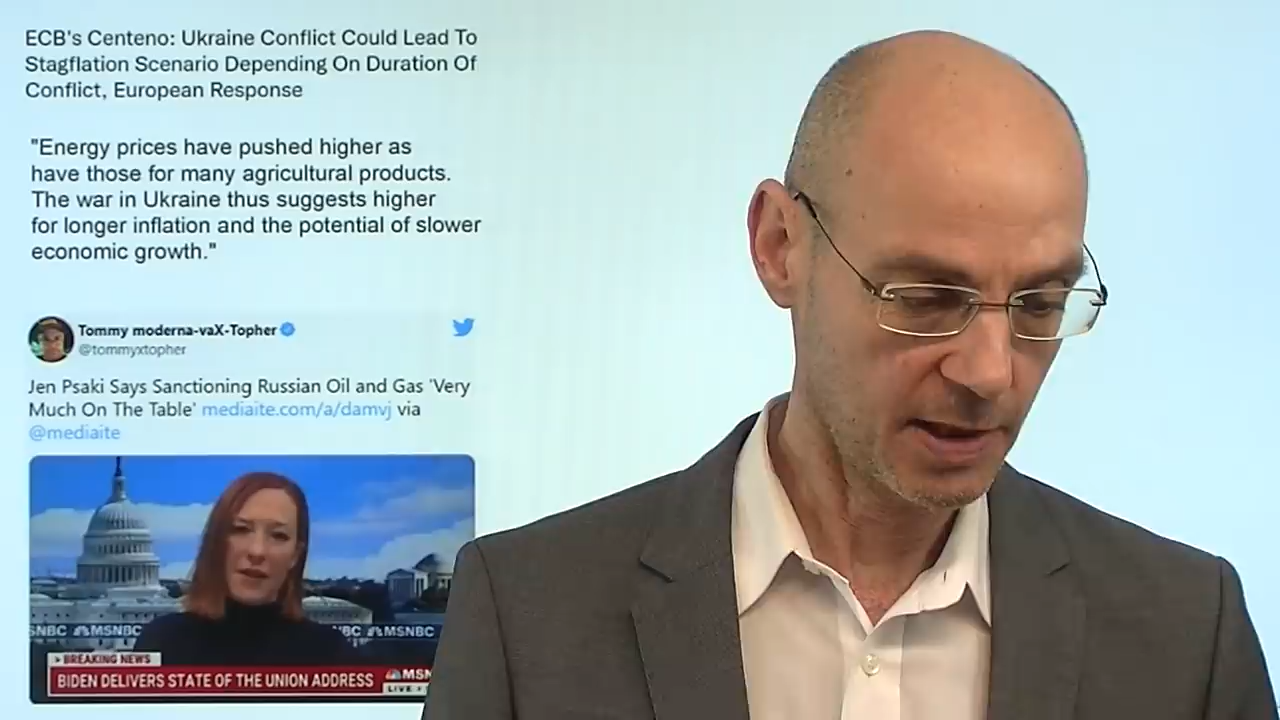 ECB's Centeno: Ukraine Conflict Could Lead To
Stagflation Scenario Depending On Duration Of
Conflict, European Response
"Energy prices have pushed higher as
have those for many agricultural products.
The war in Ukraine thus suggests higher
for longer inflation and the potential of slower
economic growth."
Tommy moderna-vaX-Topher
@tommyxtopher
Jen Psaki Says Sanctioning Russian Oil and Gas 'Very
Much On The Table' mediaite.com/a/damvj via
@mediaite
SNBC MSNBC
BC MSNBC
> BREAKING NEWS
BIDEN DELIVERS STATE OF THE UNION ADDRESS
MSN
LIVE